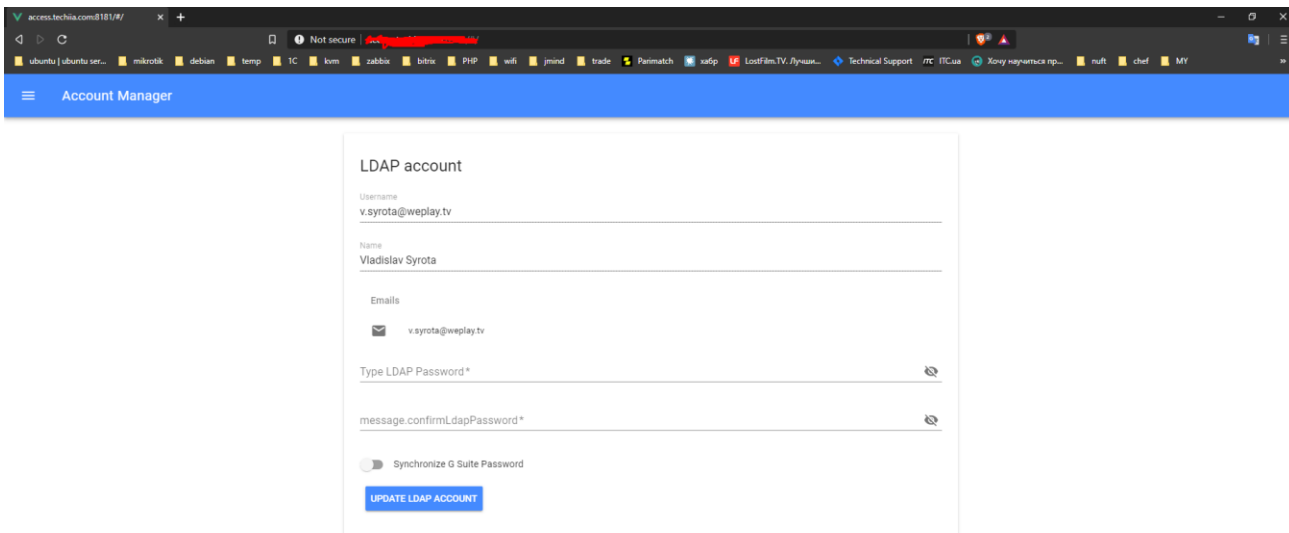 access.techiia.com:8181/#/
Not secure
ubuntu | ubuntu ser... mikrotik debian temp 1C kvm zabbix bitrix PHP wifi jmind trade Parimatch хабр LostFilm.TV. Лучши... Technical Support ITC.ua Хочу научиться пр... nuft chef MY »
Account Manager
LDAP account
Username
v.syrota@weplay.tv
Name
Vladislav Syrota
Emails
v.syrota@weplay.tv
Type LDAP Password *
message.confirmLdapPassword *
Synchronize G Suite Password
UPDATE LDAP ACCOUNT